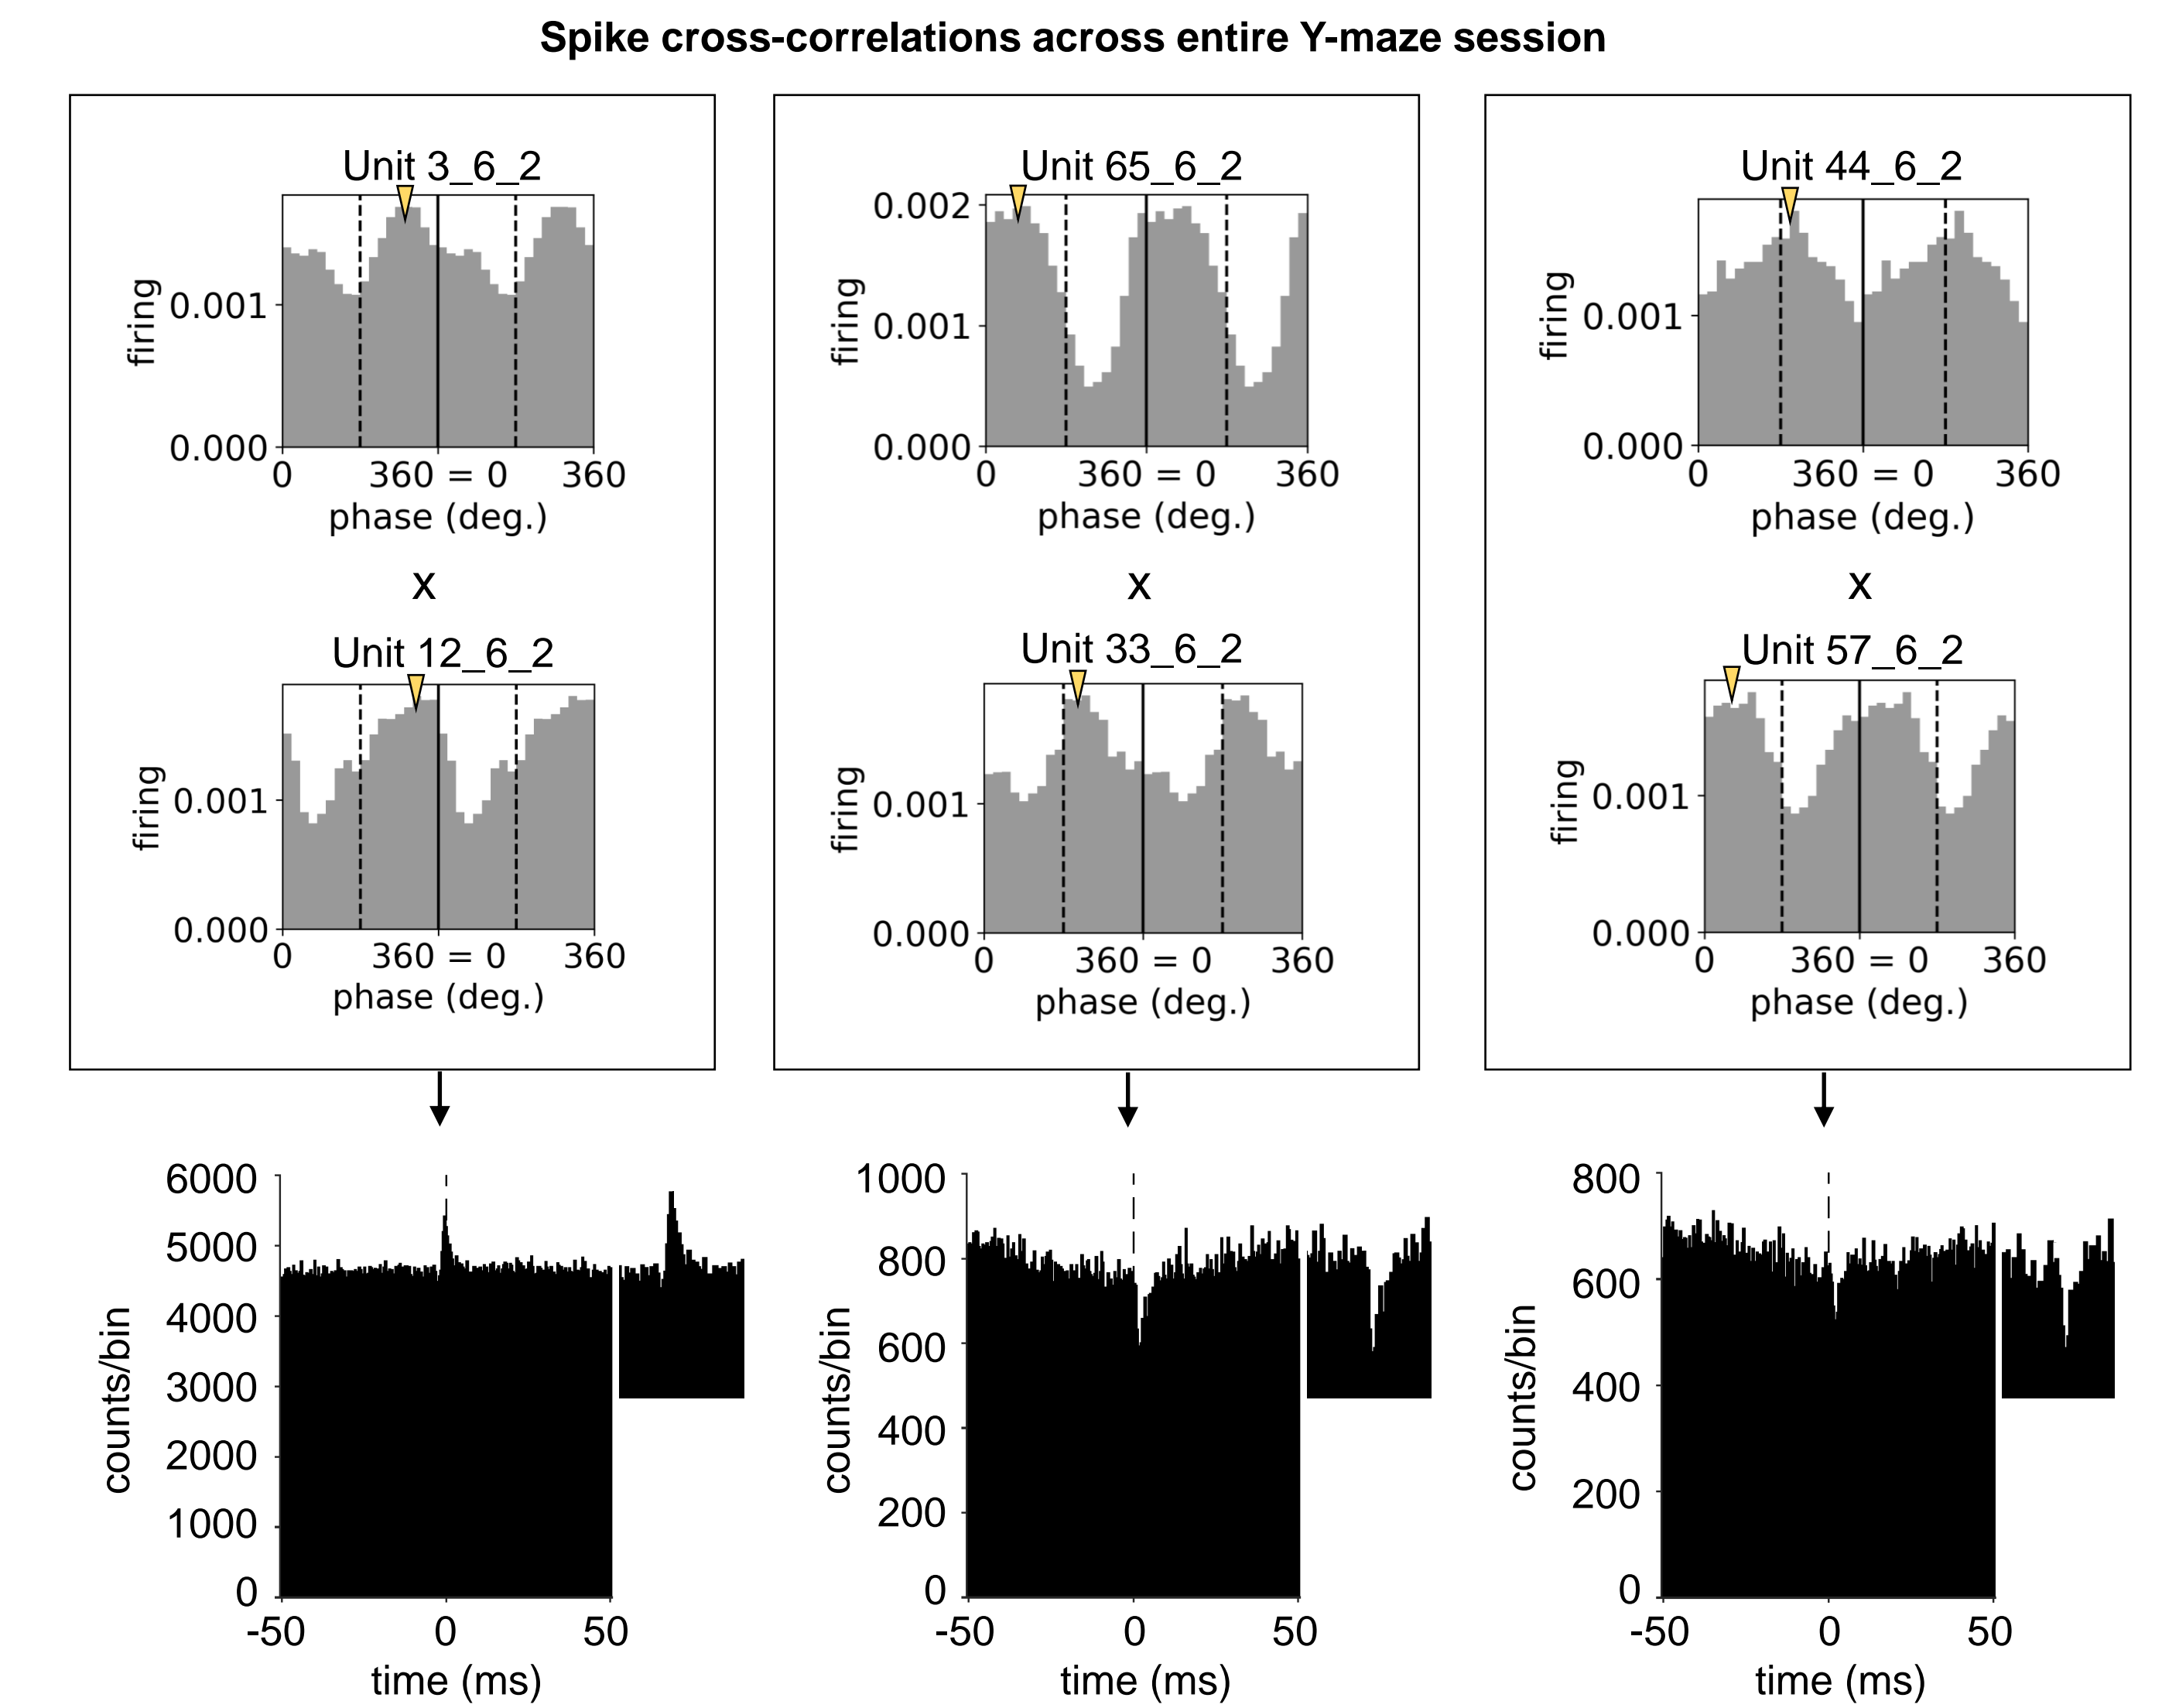 Spike cross-correlations across entire Y-maze session
Unit 3_6_2
firing
0.001
0.000
0 360 = 0 360
phase (deg.)
x
Unit 12_6_2
firing
0.001
0.000
0 360 = 0 360
phase (deg.)
Unit 65_6_2
firing
0.002
0.001
0.000
0 360 = 0 360
phase (deg.)
x
Unit 33_6_2
firing
0.001
0.000
0 360 = 0 360
phase (deg.)
Unit 44_6_2
firing
0.001
0.000
0 360 = 0 360
phase (deg.)
x
Unit 57_6_2
firing
0.001
0.000
0 360 = 0 360
phase (deg.)
counts/bin
6000
5000
4000
3000
2000
1000
0
-50 0 50
time (ms)
counts/bin
1000
800
600
400
200
0
-50 0 50
time (ms)
counts/bin
800
600
400
200
0
-50 0 50
time (ms)